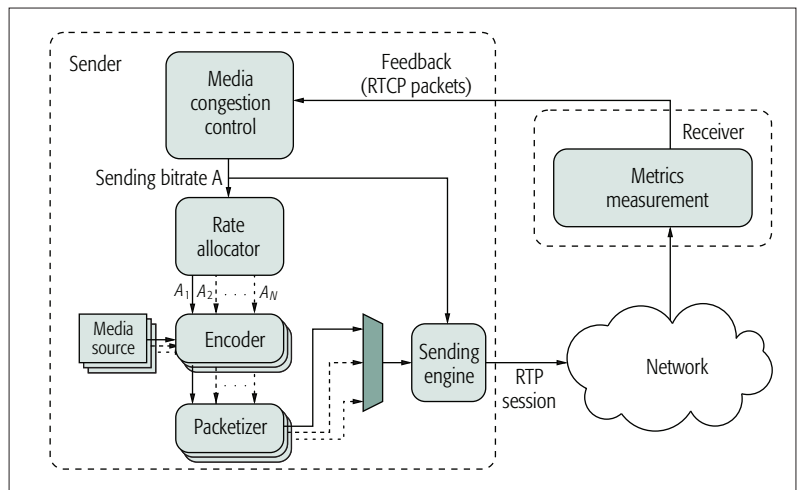 Sender
Media
congestion
control
Feedback
(RTCP packets)
Receiver
Metrics
measurement
Sending bitrate A
Rate
allocator
A1 A2 . . . . AN
Media
source
Encoder
. . . . .
Packetizer
Sending
engine
RTP
session
Network